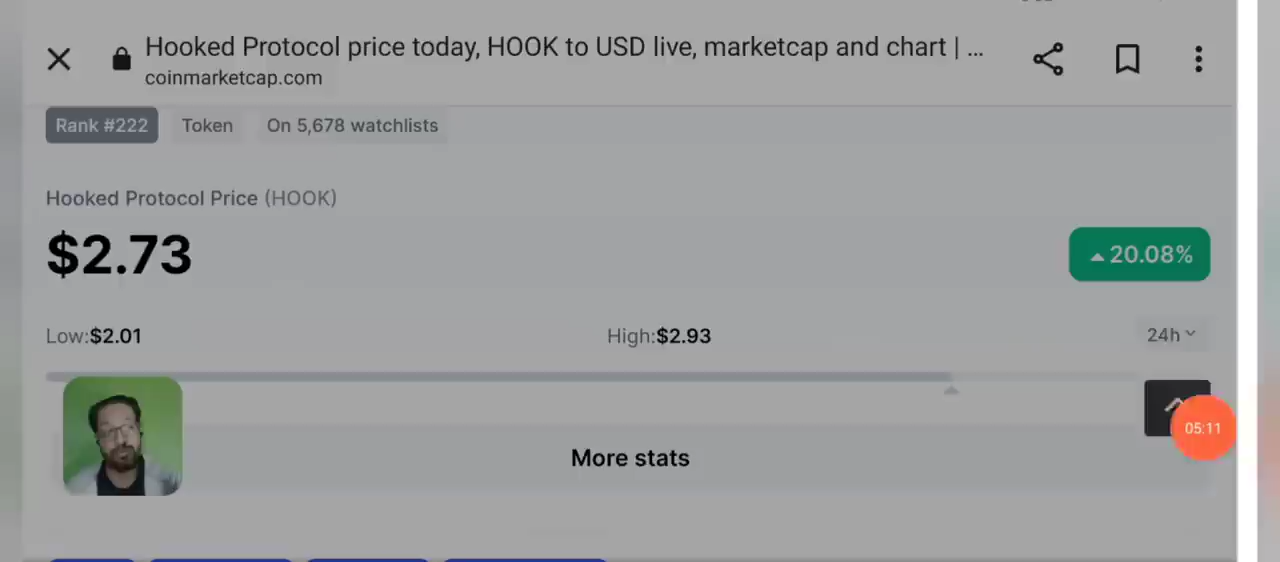 Hooked Protocol price today, HOOK to USD live, marketcap and chart | ...
coinmarketcap.com
Rank #222 Token On 5,678 watchlists
Hooked Protocol Price (HOOK)
$2.73 20.08%
Low:$2.01 High:$2.93 24h
05:11
More stats